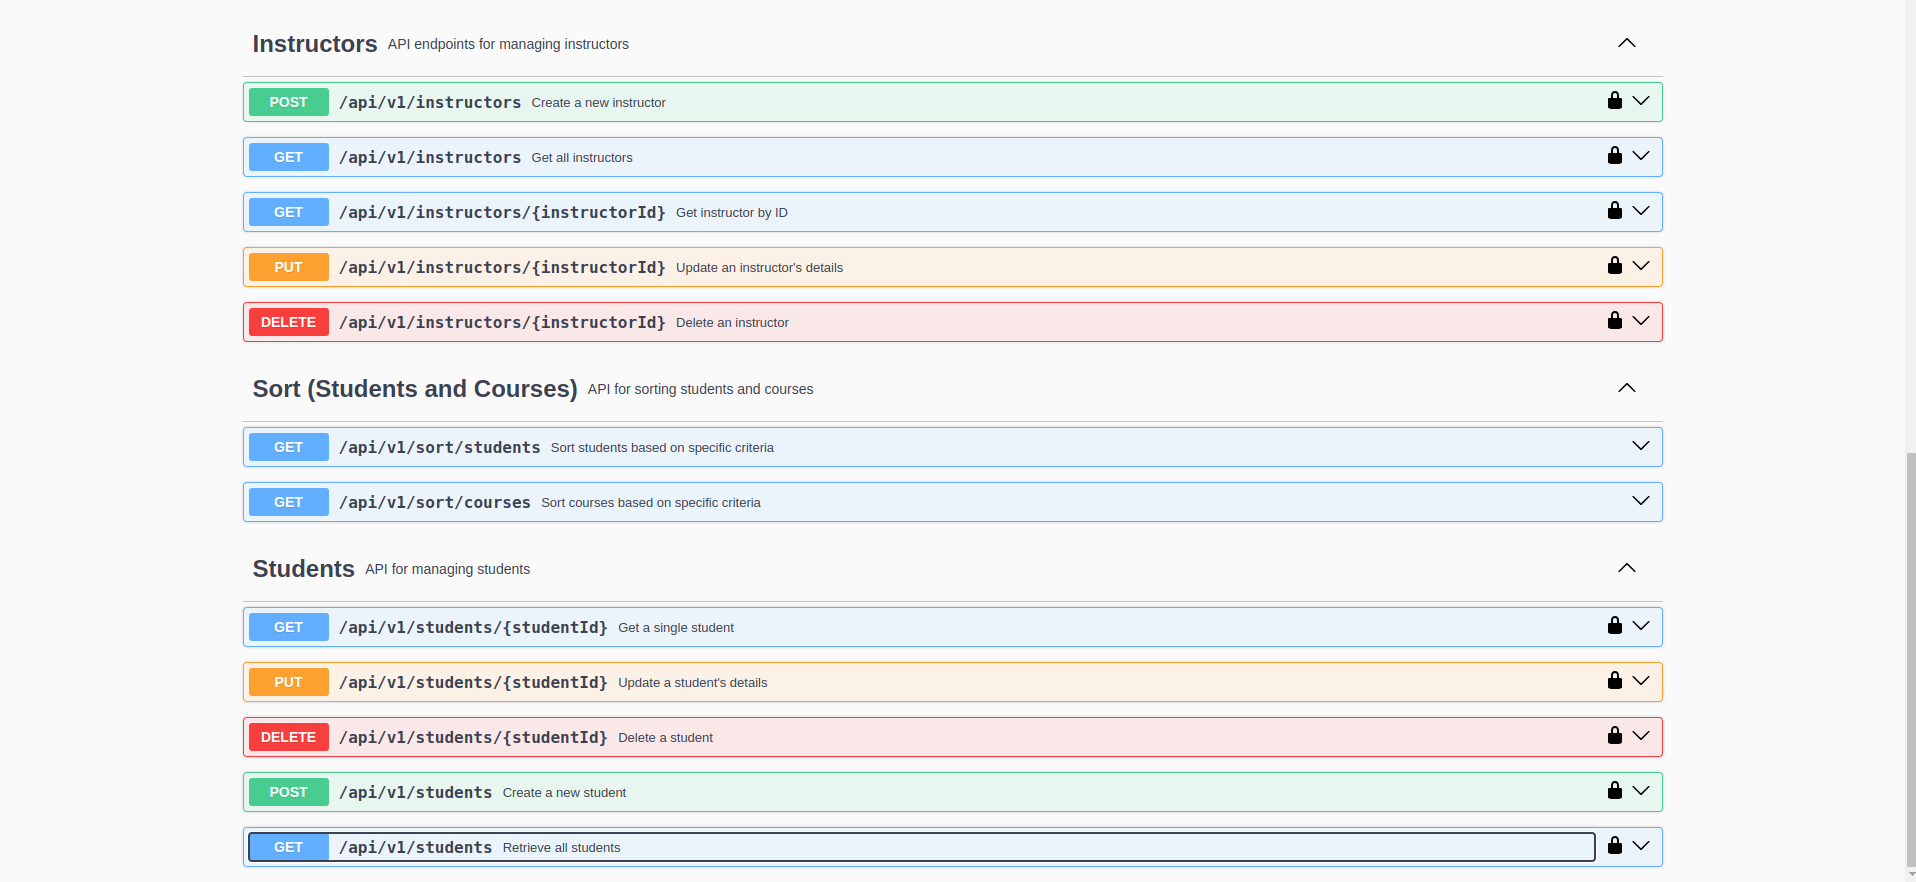 Instructors API endpoints for managing instructors
POST /api/v1/instructors Create a new instructor
GET /api/v1/instructors Get all instructors
GET /api/v1/instructors/{instructorId} Get instructor by ID
PUT /api/v1/instructors/{instructorId} Update an instructor's details
DELETE /api/v1/instructors/{instructorId} Delete an instructor
Sort (Students and Courses) API for sorting students and courses
GET /api/v1/sort/students Sort students based on specific criteria
GET /api/v1/sort/courses Sort courses based on specific criteria
Students API for managing students
GET /api/v1/students/{studentId} Get a single student
PUT /api/v1/students/{studentId} Update a student's details
DELETE /api/v1/students/{studentId} Delete a student
POST /api/v1/students Create a new student
GET /api/v1/students Retrieve all students